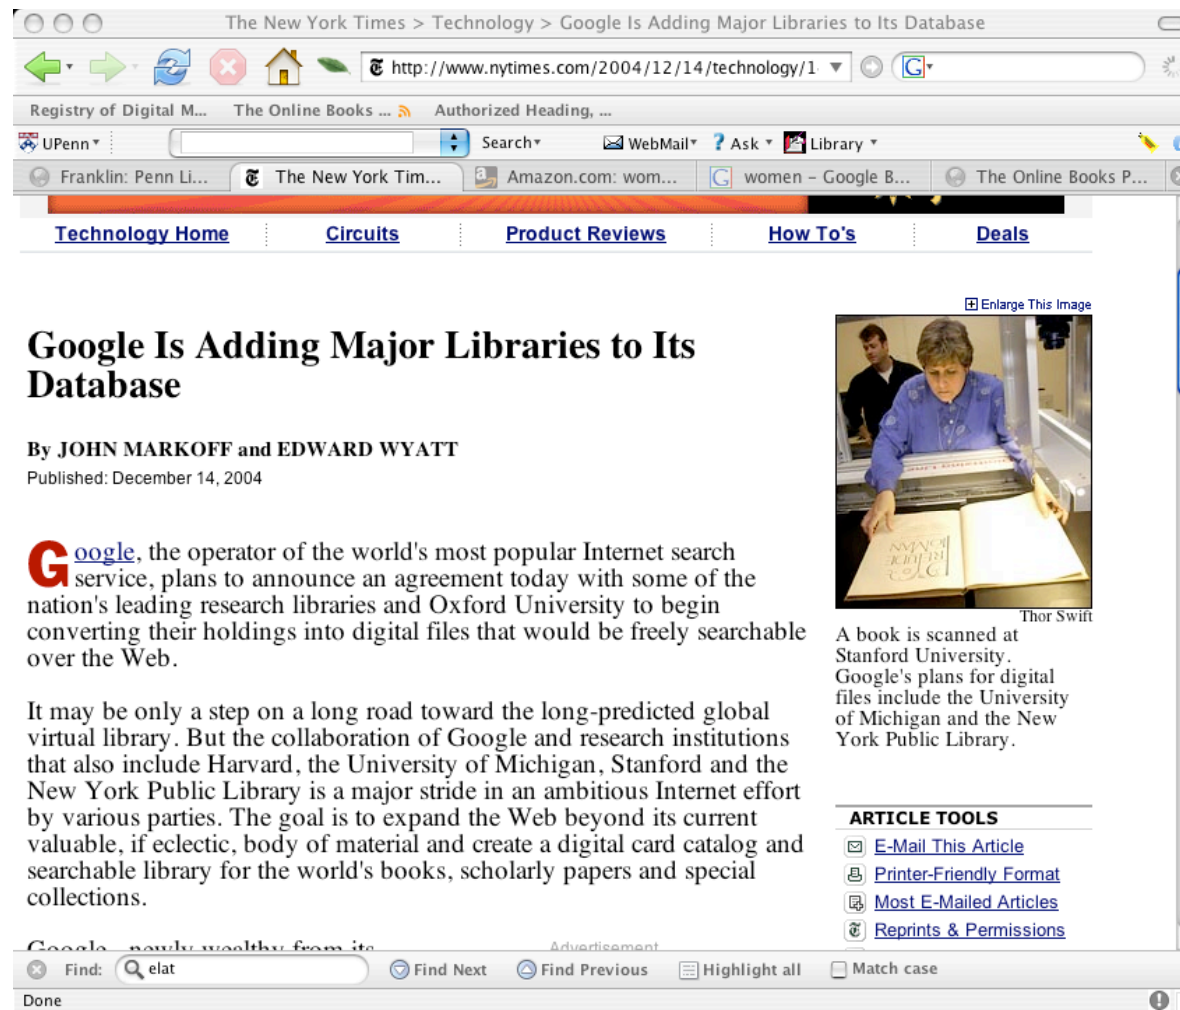 The New York Times > Technology > Google Is Adding Major Libraries to Its Database
http://www.nytimes.com/2004/12/14/technology/1
Registry of Digital M... The Online Books ... Authorized Heading, ...
UPenn Search WebMail ? Ask Library
Franklin: Penn Li... The New York Tim... Amazon.com: wom... women – Google B... The Online Books P...
Technology Home Circuits Product Reviews How To's Deals
Enlarge This Image
Google Is Adding Major Libraries to Its
Database
By JOHN MARKOFF and EDWARD WYATT
Published: December 14, 2004
Google, the operator of the world's most popular Internet search
service, plans to announce an agreement today with some of the
nation's leading research libraries and Oxford University to begin
converting their holdings into digital files that would be freely searchable
over the Web.
It may be only a step on a long road toward the long-predicted global
virtual library. But the collaboration of Google and research institutions
that also include Harvard, the University of Michigan, Stanford and the
New York Public Library is a major stride in an ambitious Internet effort
by various parties. The goal is to expand the Web beyond its current
valuable, if eclectic, body of material and create a digital card catalog and
searchable library for the world's books, scholarly papers and special
collections.
Google - newly wealthy from its
Advertisement
Thor Swift
A book is scanned at
Stanford University.
Google's plans for digital
files include the University
of Michigan and the New
York Public Library.
ARTICLE TOOLS
E-Mail This Article
Printer-Friendly Format
Most E-Mailed Articles
Reprints & Permissions
Find: elat Find Next Find Previous Highlight all Match case
Done